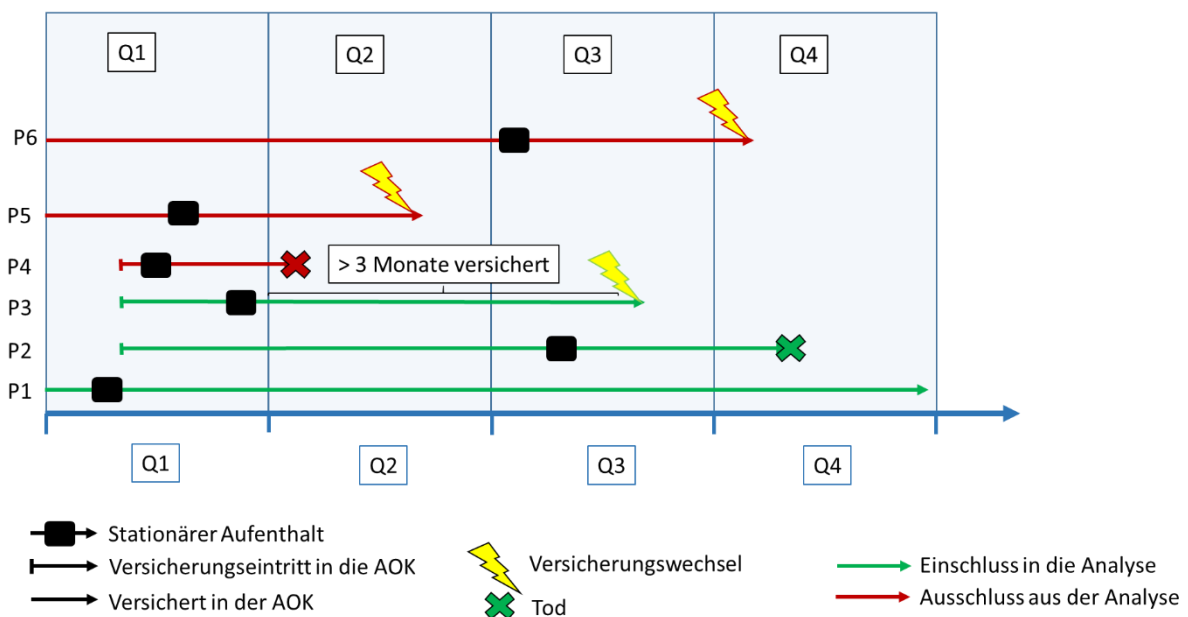 Q1
Q2
Q3
Q4
P6
P5
P4
> 3 Monate versichert
P3
P2
P1
Q1
Q2
Q3
Q4
Stationärer Aufenthalt
Versicherungseintritt in die AOK
Versichert in der AOK
Versicherungswechsel
Tod
Einschluss in die Analyse
Ausschluss aus der Analyse